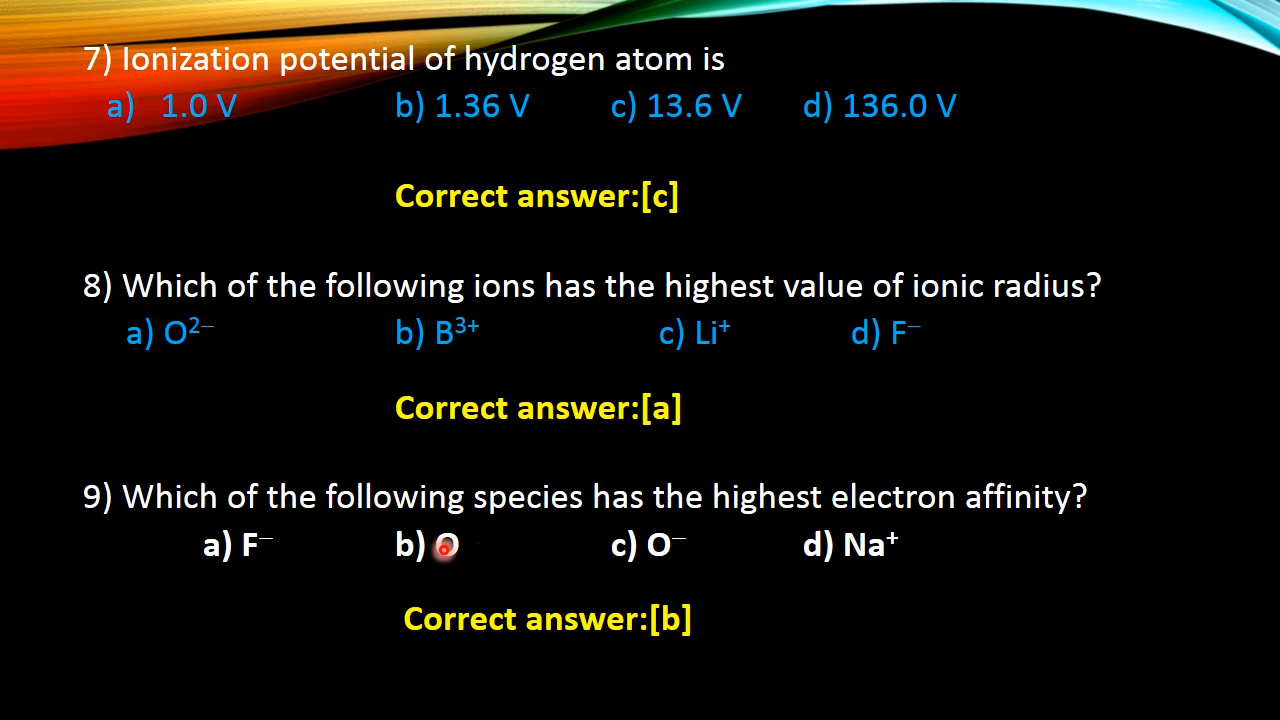 7) Ionization potential of hydrogen atom is
a) 1.0 V b) 1.36 V c) 13.6 V d) 136.0 V
Correct answer:[c]
8) Which of the following ions has the highest value of ionic radius?
a) O²⁻ b) B³⁺ c) Li⁺ d) F⁻
Correct answer:[a]
9) Which of the following species has the highest electron affinity?
a) F⁻ b) O c) O⁻ d) Na⁺
Correct answer:[b]